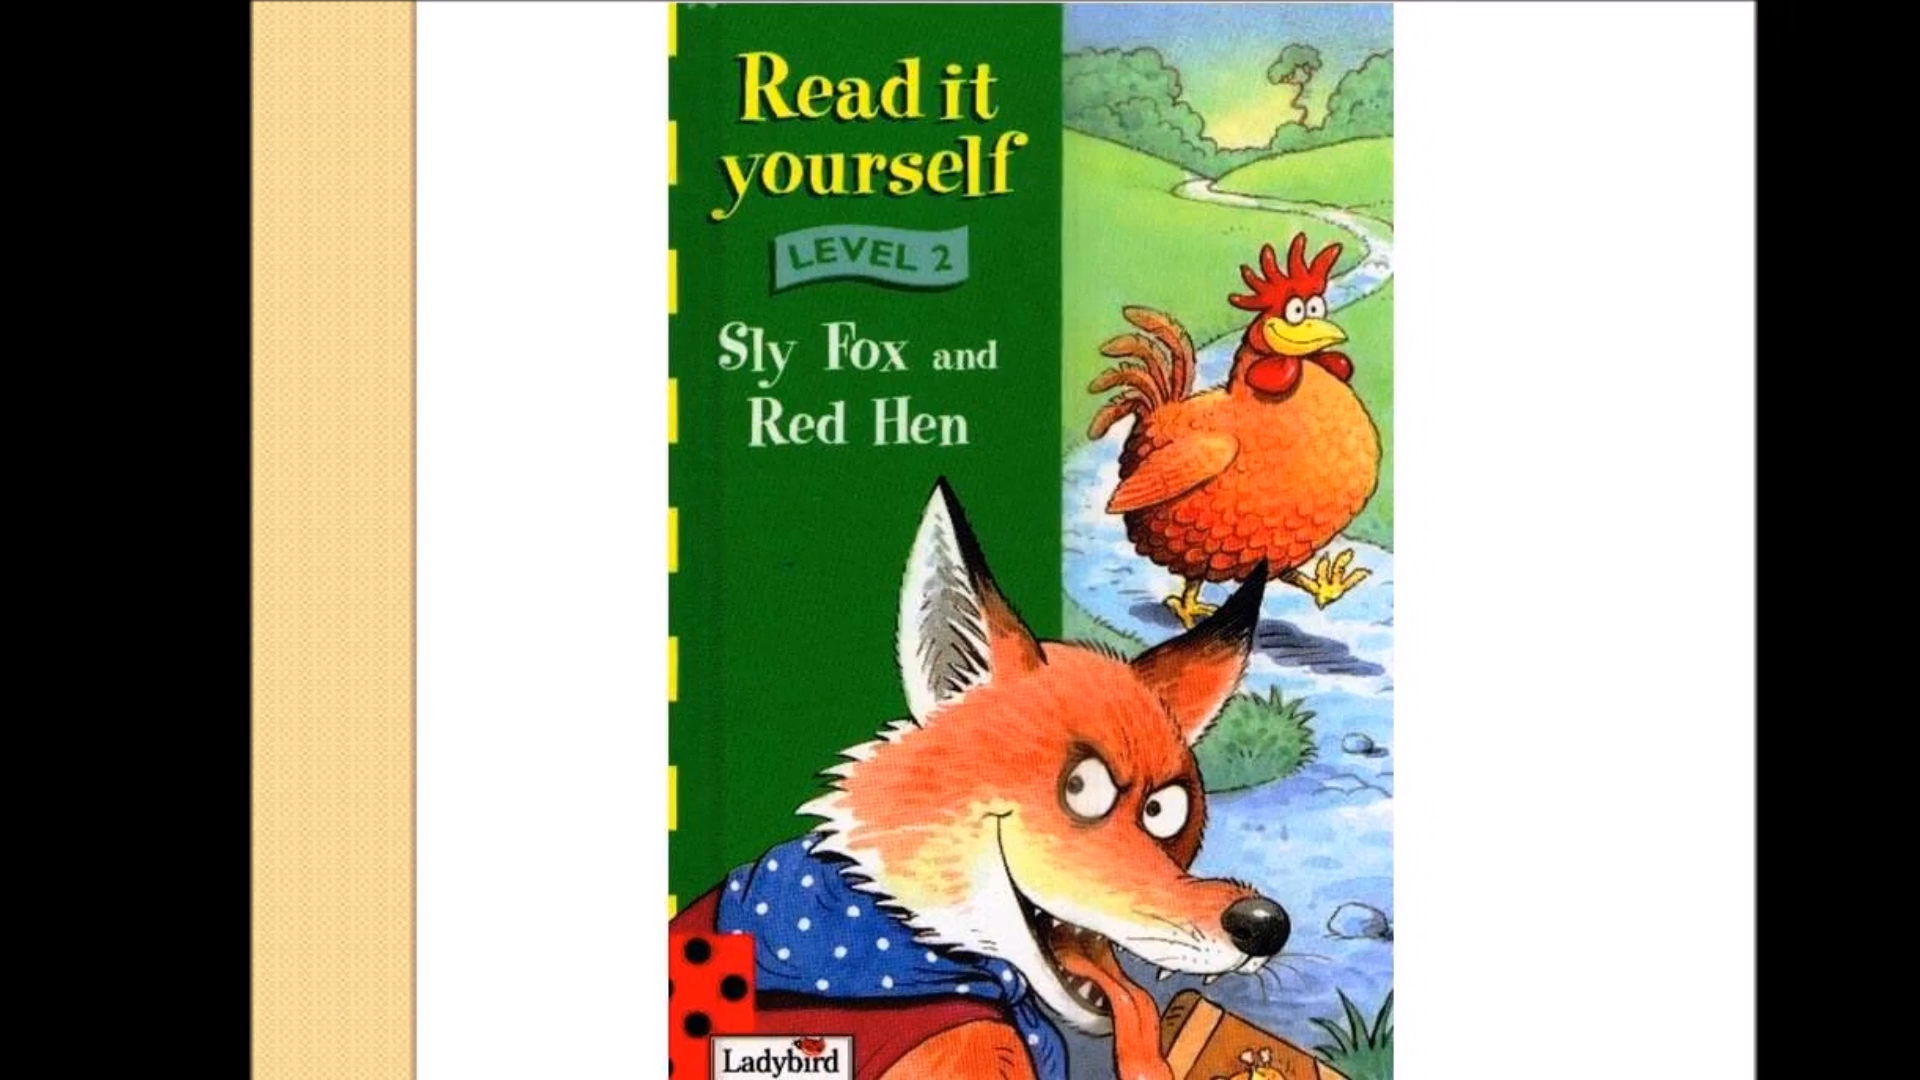 Read it
yourself
LEVEL 2
Sly Fox and
Red Hen
Ladybird